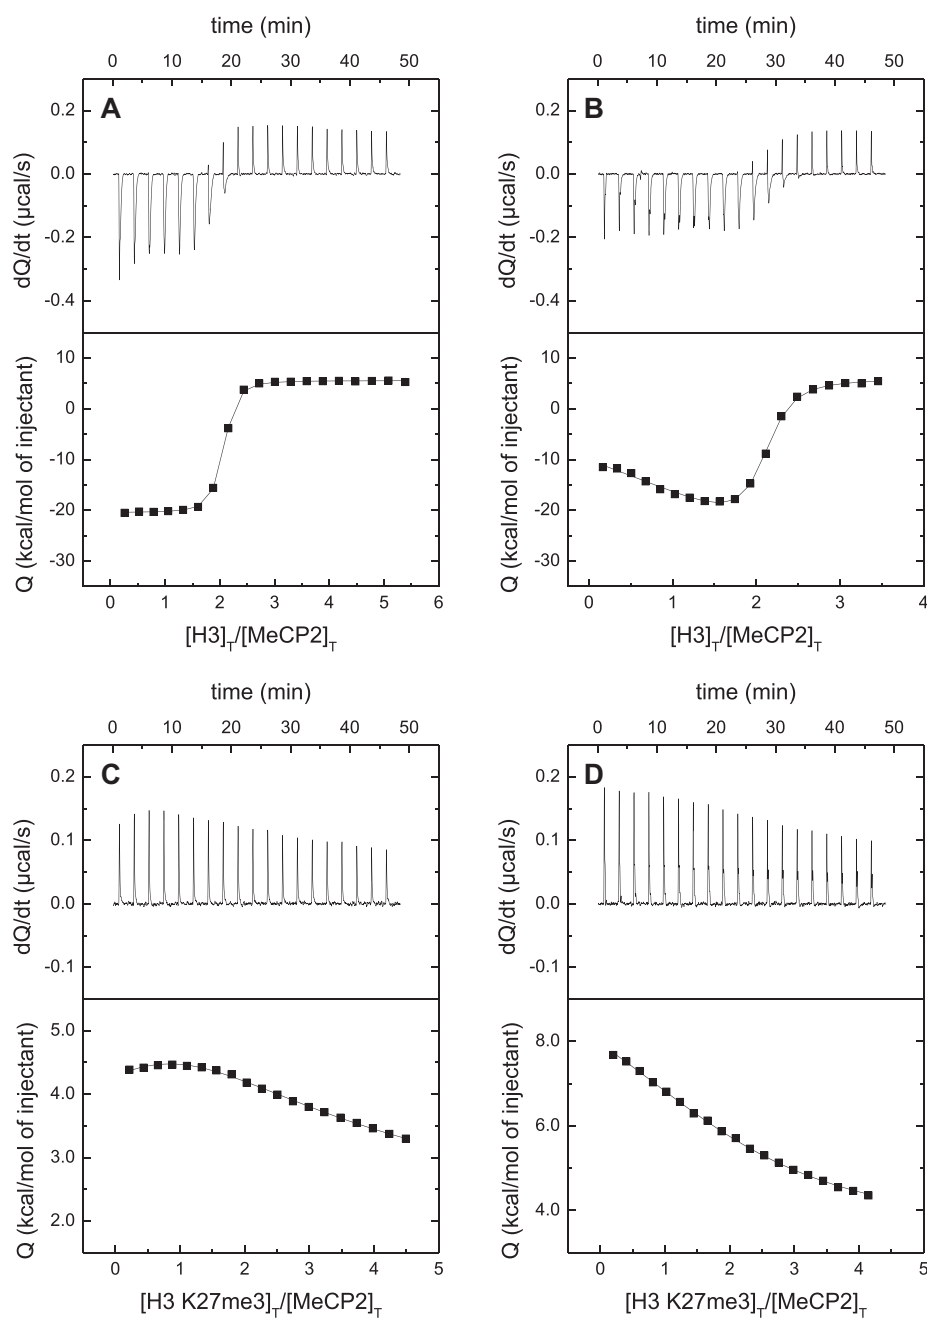 time (min)
0 10 20 30 40 50
A
0.2
0.0
-0.2
-0.4
dQ/dt (µcal/s)
10
0
-10
-20
-30
Q (kcal/mol of injectant)
0 1 2 3 4 5 6
[H3]T/[MeCP2]T
time (min)
0 10 20 30 40 50
B
0.2
0.0
-0.2
-0.4
dQ/dt (µcal/s)
10
0
-10
-20
-30
Q (kcal/mol of injectant)
0 1 2 3 4
[H3]T/[MeCP2]T
time (min)
0 10 20 30 40 50
C
0.2
0.1
0.0
-0.1
dQ/dt (µcal/s)
5.0
4.0
3.0
2.0
Q (kcal/mol of injectant)
0 1 2 3 4 5
[H3 K27me3]T/[MeCP2]T
time (min)
0 10 20 30 40 50
D
0.2
0.1
0.0
-0.1
dQ/dt (µcal/s)
8.0
6.0
4.0
Q (kcal/mol of injectant)
0 1 2 3 4 5
[H3 K27me3]T/[MeCP2]T